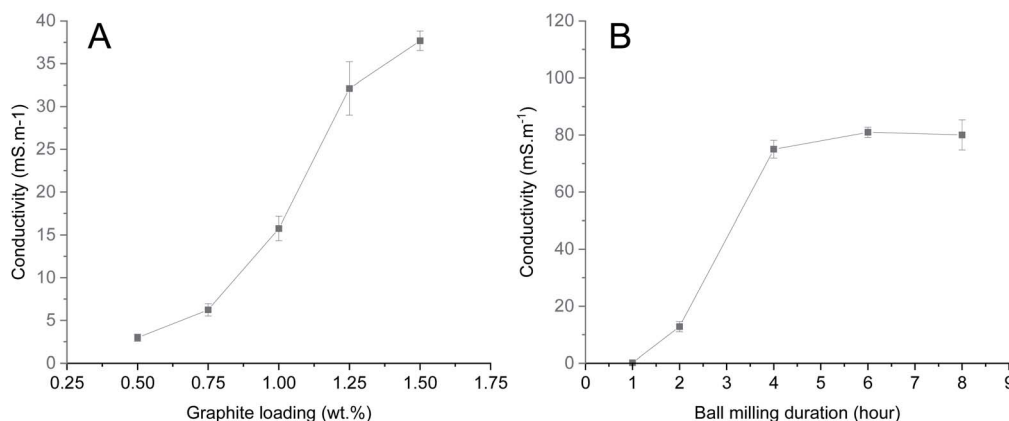 A
Conductivity (mS.m-1)
40
35
30
25
20
15
10
5
0
0.25 0.50 0.75 1.00 1.25 1.50 1.75
Graphite loading (wt.%)
B
Conductivity (mS.m⁻¹)
120
100
80
60
40
20
0
0 1 2 3 4 5 6 7 8 9
Ball milling duration (hour)